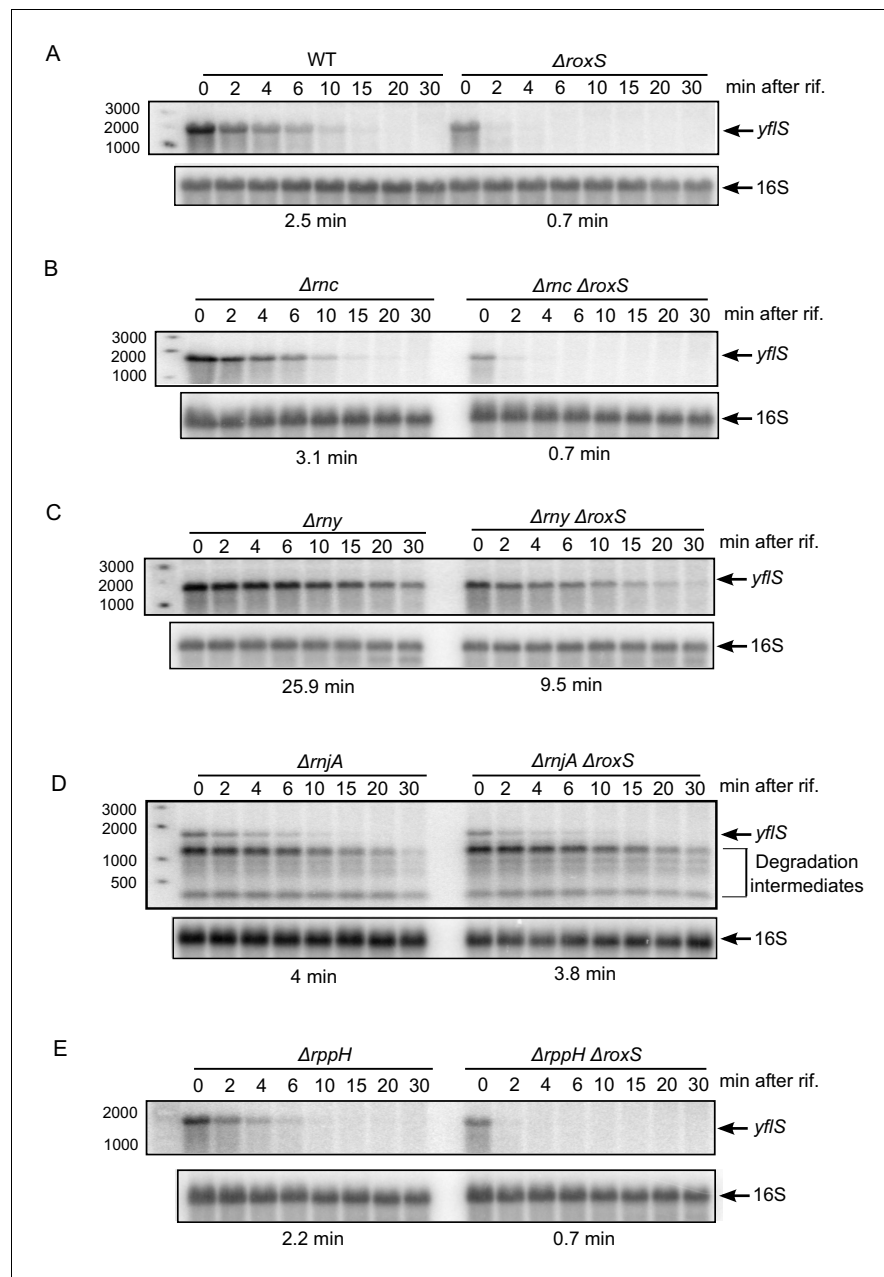 A
WT ΔroxS
0 2 4 6 10 15 20 30 0 2 4 6 10 15 20 30 min after rif.
3000
2000 yflS
1000
16S
2.5 min 0.7 min
B
Δrnc Δrnc ΔroxS
0 2 4 6 10 15 20 30 0 2 4 6 10 15 20 30 min after rif.
3000
2000 yflS
1000
16S
3.1 min 0.7 min
C
Δrny Δrny ΔroxS
0 2 4 6 10 15 20 30 0 2 4 6 10 15 20 30 min after rif.
3000
2000 yflS
1000
16S
25.9 min 9.5 min
D
ΔrnjA ΔrnjA ΔroxS
0 2 4 6 10 15 20 30 0 2 4 6 10 15 20 30 min after rif.
3000
2000 yflS
1000 Degradation
500 intermediates
16S
4 min 3.8 min
E
ΔrppH ΔrppH ΔroxS
0 2 4 6 10 15 20 30 0 2 4 6 10 15 20 30 min after rif.
2000
yflS
1000
16S
2.2 min 0.7 min